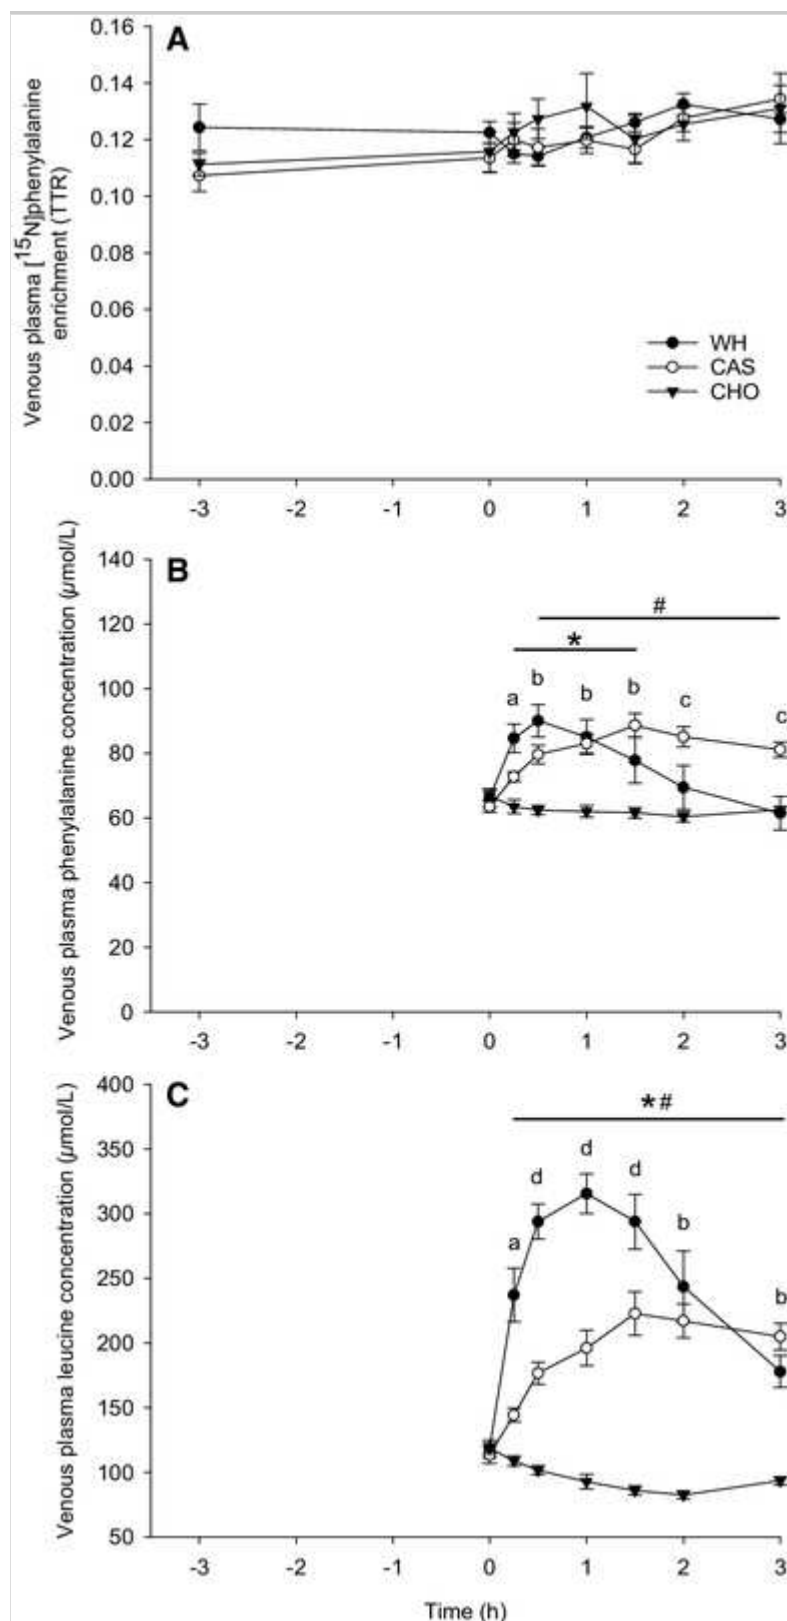 A
Venous plasma [15N]phenylalanine
enrichment (TTR)
0.16
0.14
0.12
0.10
0.08
0.06
0.04
0.02
0.00
WH
CAS
CHO
-3 -2 -1 0 1 2 3
B
Venous plasma phenylalanine concentration (µmol/L)
140
120
100
80
60
40
20
0
#
*
a b b b c c
-3 -2 -1 0 1 2 3
C
Venous plasma leucine concentration (µmol/L)
400
350
300
250
200
150
100
50
*#
a d d d b b
-3 -2 -1 0 1 2 3
Time (h)